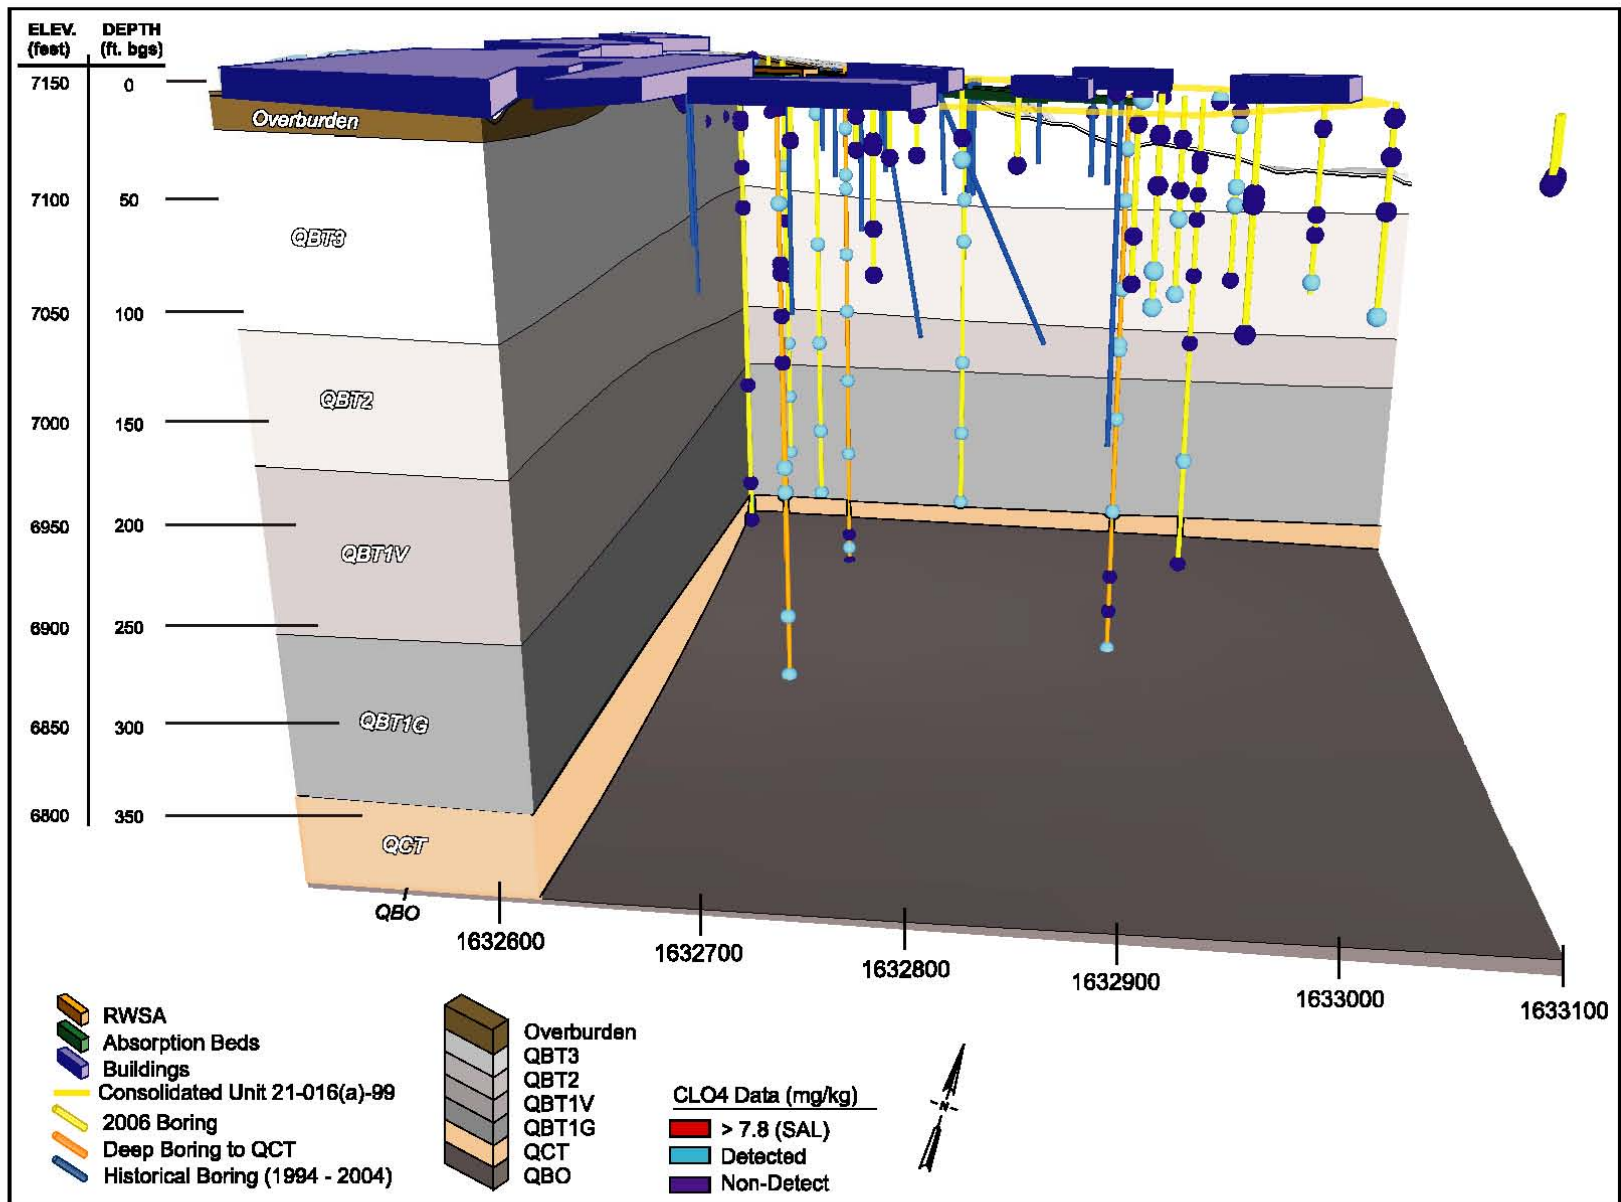 ELEV. DEPTH
(feet) (ft. bgs)
7150 0
Overburden
7100 50
QBT3
7050 100
QBT2
7000 150
6950 200
QBT1V
6900 250
6850 300
QBT1G
6800 350
QCT
QBO
1632600
1632700
1632800
1632900
1633000
1633100
RWSA
Absorption Beds
Buildings
Consolidated Unit 21-016(a)-99
2006 Boring
Deep Boring to QCT
Historical Boring (1994 - 2004)
Overburden
QBT3
QBT2
QBT1V
QBT1G
QCT
QBO
CLO4 Data (mg/kg)
> 7.8 (SAL)
Detected
Non-Detect
N